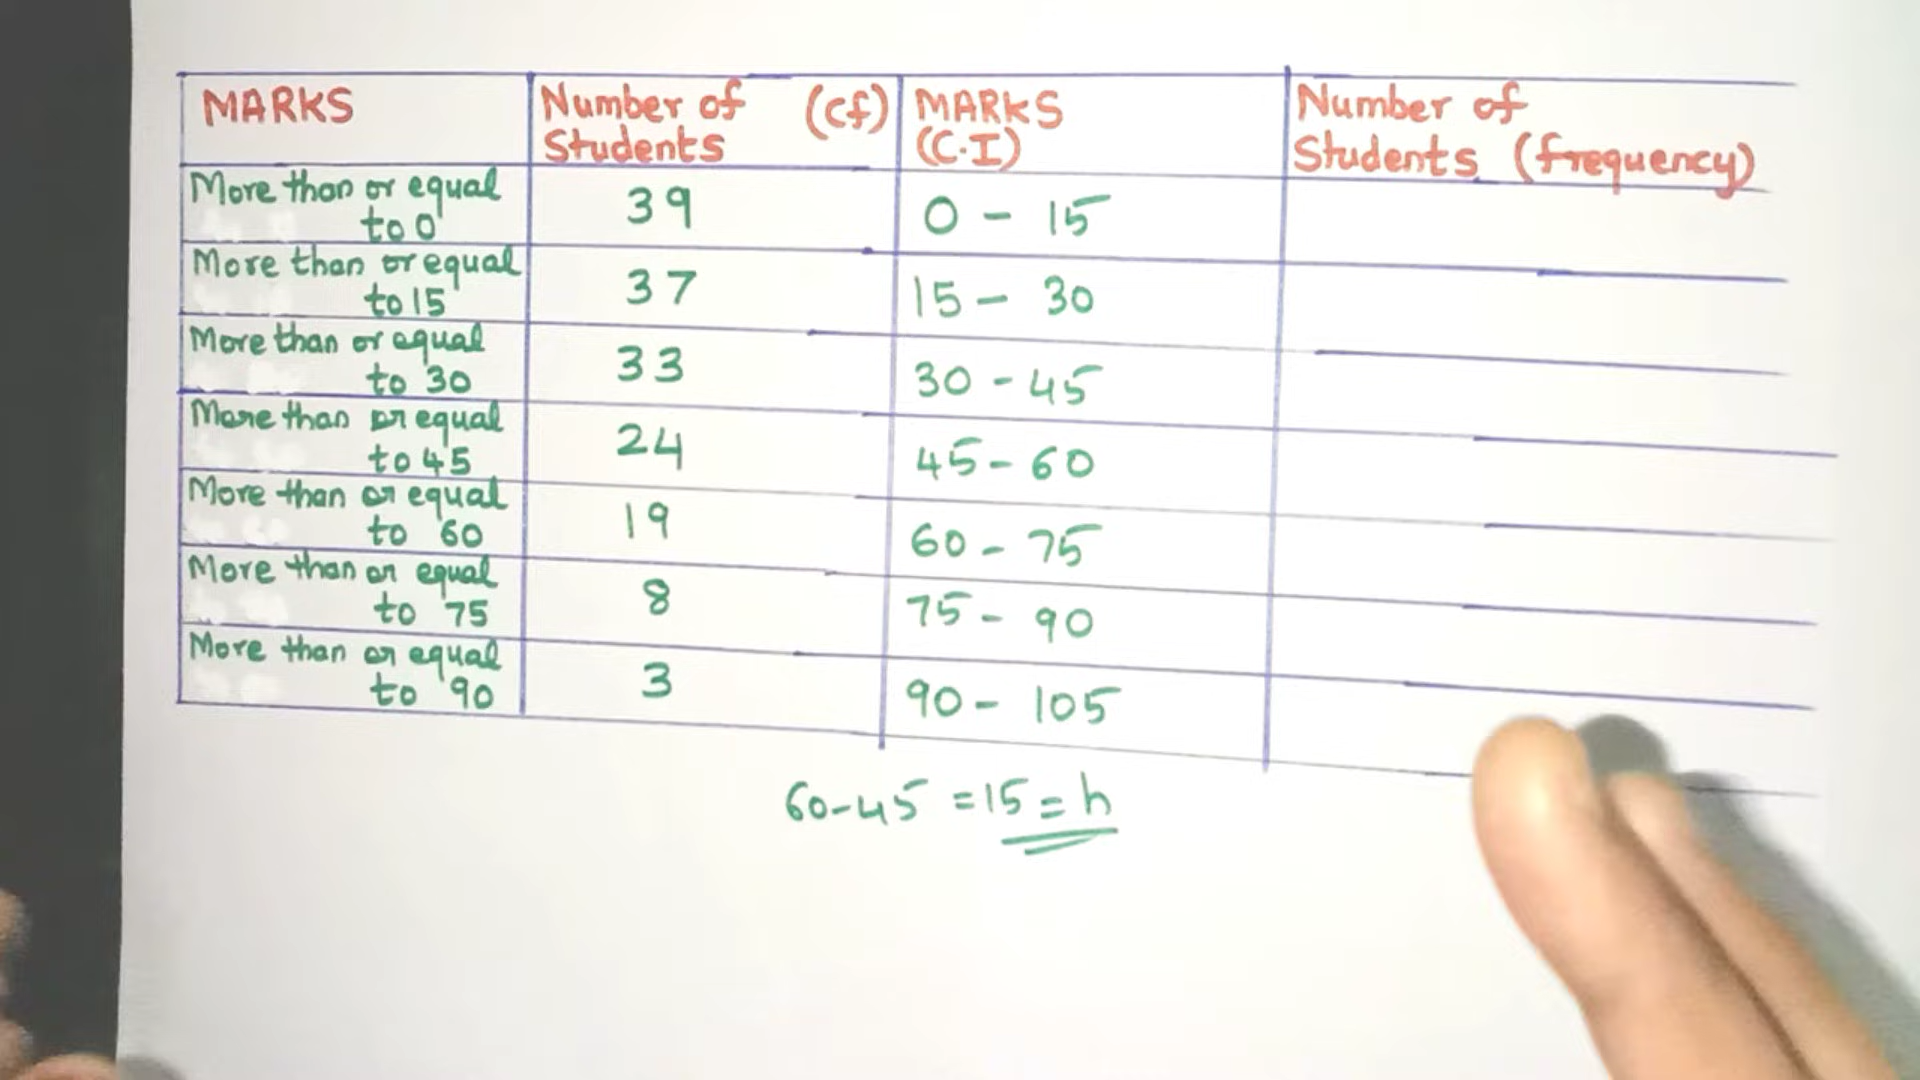 MARKS
Number of (cf)
Students
MARKS
(C.I)
Number of
Students (frequency)
More than or equal
to 0
39
0 - 15
More than or equal
to 15
37
15 - 30
More than or equal
to 30
33
30 - 45
More than or equal
to 45
24
45 - 60
More than or equal
to 60
19
60 - 75
More than or equal
to 75
8
75 - 90
More than or equal
to 90
3
90 - 105
60-45 = 15 = h